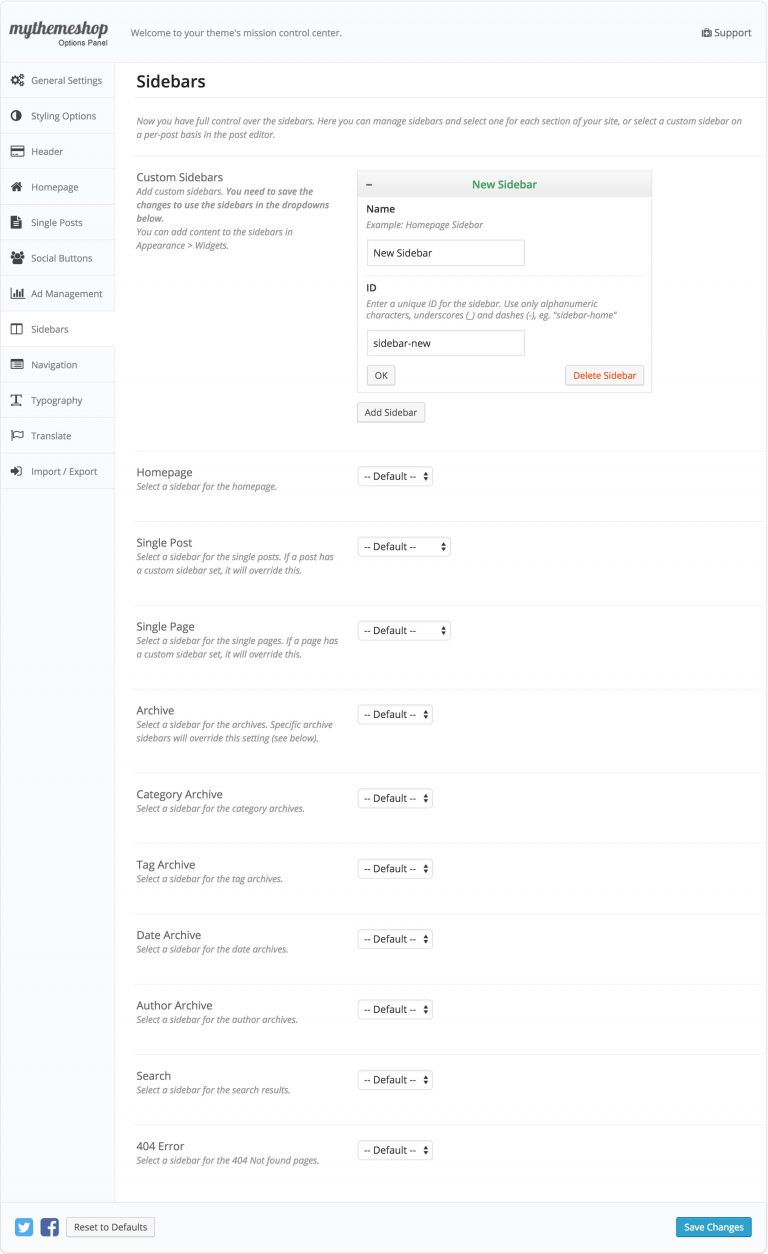 mythemeshop
Options Panel
Welcome to your theme's mission control center.
Support
General Settings
Styling Options
Header
Homepage
Single Posts
Social Buttons
Ad Management
Sidebars
Navigation
Typography
Translate
Import / Export
Sidebars
Now you have full control over the sidebars. Here you can manage sidebars and select one for each section of your site, or select a custom sidebar on
a per-post basis in the post editor.
Custom Sidebars
Add custom sidebars. You need to save the
changes to use the sidebars in the dropdowns
below.
You can add content to the sidebars in
Appearance > Widgets.
– New Sidebar
Name
Example: Homepage Sidebar
New Sidebar
ID
Enter a unique ID for the sidebar. Use only alphanumeric
characters, underscores (_) and dashes (-), eg. "sidebar-home"
sidebar-new
OK Delete Sidebar
Add Sidebar
Homepage
Select a sidebar for the homepage.
-- Default --
Single Post
Select a sidebar for the single posts. If a post has
a custom sidebar set, it will override this.
-- Default --
Single Page
Select a sidebar for the single pages. If a page has
a custom sidebar set, it will override this.
-- Default --
Archive
Select a sidebar for the archives. Specific archive
sidebars will override this setting (see below).
-- Default --
Category Archive
Select a sidebar for the category archives.
-- Default --
Tag Archive
Select a sidebar for the tag archives.
-- Default --
Date Archive
Select a sidebar for the date archives.
-- Default --
Author Archive
Select a sidebar for the author archives.
-- Default --
Search
Select a sidebar for the search results.
-- Default --
404 Error
Select a sidebar for the 404 Not found pages.
-- Default --
Reset to Defaults
Save Changes